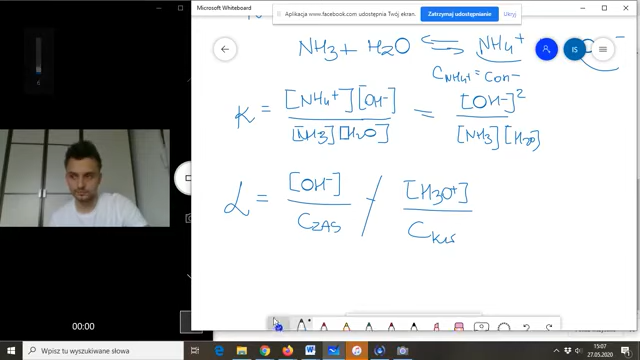 Microsoft Whiteboard
Aplikacja www.facebook.com udostępnia Twój ekran. Zatrzymaj udostępnianie Ukryj
NH3 + H2O ⇌ NH4+
IS
C NH4+ = C OH-
K = [NH4+][OH-] / [NH3][H2O] = [OH-]² / [NH3][H2O]
α = [OH-] / CZAS / [H3O+] / CKW
00:00
Wpisz tu wyszukiwane słowa
15:07
27.05.2020